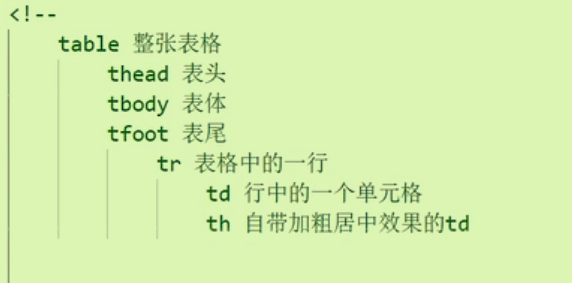 <!--
table 整张表格
thead 表头
tbody 表体
tfoot 表尾
tr 表格中的一行
td 行中的一个单元格
th 自带加粗居中效果的td